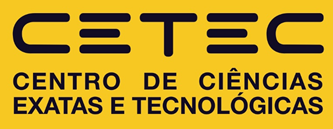 CETEC
CENTRO DE CIÊNCIAS
EXATAS E TECNOLÓGICAS